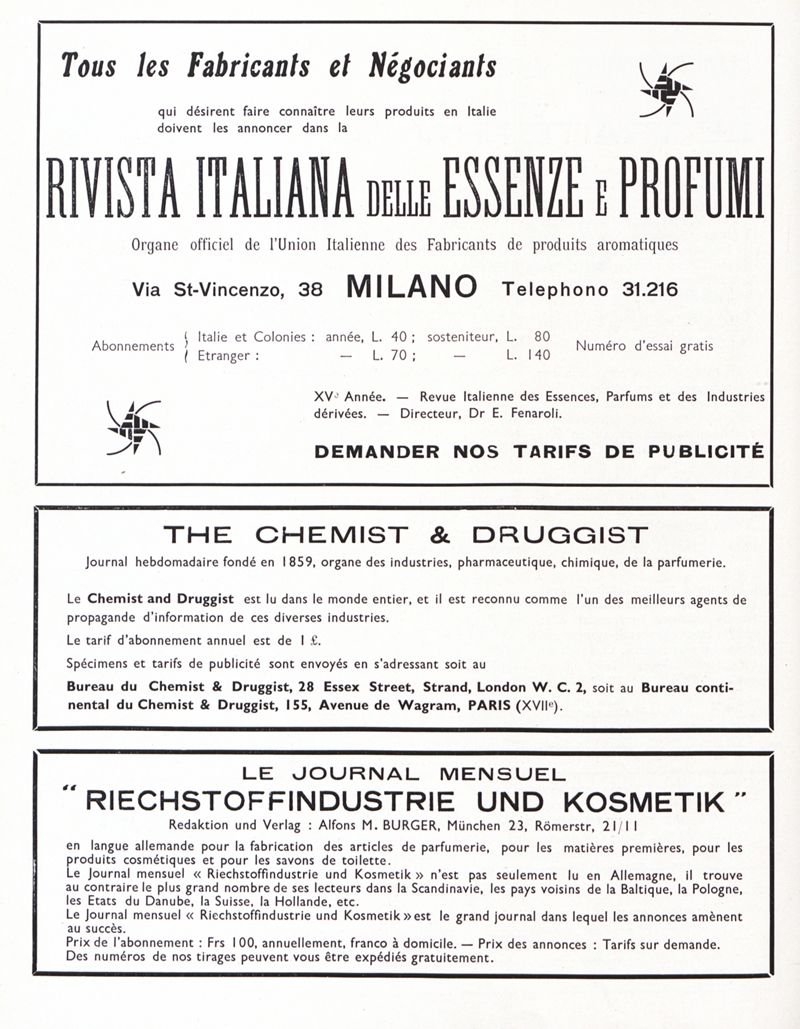 Tous les Fabricants et Négociants
qui désirent faire connaître leurs produits en Italie
doivent les annoncer dans la
RIVISTA ITALIANA DELLE ESSENZE E PROFUMI
Organe officiel de l'Union Italienne des Fabricants de produits aromatiques
Via St-Vincenzo, 38 MILANO Telephono 31.216
Abonnements { Italie et Colonies : année, L. 40 ; sosteniteur, L. 80
Etranger : — L. 70 ; — L. 140
Numéro d'essai gratis
XVe Année. — Revue Italienne des Essences, Parfums et des Industries
dérivées. — Directeur, Dr E. Fenaroli.
DEMANDER NOS TARIFS DE PUBLICITÉ
THE CHEMIST & DRUGGIST
Journal hebdomadaire fondé en 1859, organe des industries, pharmaceutique, chimique, de la parfumerie.
Le Chemist and Druggist est lu dans le monde entier, et il est reconnu comme l'un des meilleurs agents de
propagande d'information de ces diverses industries.
Le tarif d'abonnement annuel est de 1 £.
Spécimens et tarifs de publicité sont envoyés en s'adressant soit au
Bureau du Chemist & Druggist, 28 Essex Street, Strand, London W. C. 2, soit au Bureau conti-
nental du Chemist & Druggist, 155, Avenue de Wagram, PARIS (XVIIe).
LE JOURNAL MENSUEL
" RIECHSTOFFINDUSTRIE UND KOSMETIK "
Redaktion und Verlag : Alfons M. BURGER, München 23, Römerstr, 21/11
en langue allemande pour la fabrication des articles de parfumerie, pour les matières premières, pour les
produits cosmétiques et pour les savons de toilette.
Le Journal mensuel « Riechstoffindustrie und Kosmetik » n'est pas seulement lu en Allemagne, il trouve
au contraire le plus grand nombre de ses lecteurs dans la Scandinavie, les pays voisins de la Baltique, la Pologne,
les Etats du Danube, la Suisse, la Hollande, etc.
Le Journal mensuel « Riechstoffindustrie und Kosmetik » est le grand journal dans lequel les annonces amènent
au succès.
Prix de l'abonnement : Frs 100, annuellement, franco à domicile. — Prix des annonces : Tarifs sur demande.
Des numéros de nos tirages peuvent vous être expédiés gratuitement.